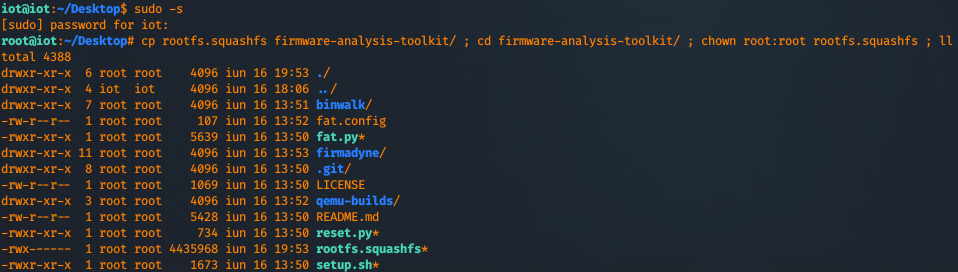 iot@iot:~/Desktop$ sudo -s
[sudo] password for iot:
root@iot:~/Desktop# cp rootfs.squashfs firmware-analysis-toolkit/ ; cd firmware-analysis-toolkit/ ; chown root:root rootfs.squashfs ; ll
total 4388
drwxr-xr-x  6 root root    4096 iun 16 19:53 ./
drwxr-xr-x  4 iot  iot     4096 iun 16 18:06 ../
drwxr-xr-x  7 root root    4096 iun 16 13:51 binwalk/
-rw-r--r--  1 root root     107 iun 16 13:52 fat.config
-rwxr-xr-x  1 root root    5639 iun 16 13:50 fat.py*
drwxr-xr-x 11 root root    4096 iun 16 13:53 firmadyne/
drwxr-xr-x  8 root root    4096 iun 16 13:50 .git/
-rw-r--r--  1 root root    1069 iun 16 13:50 LICENSE
drwxr-xr-x  3 root root    4096 iun 16 13:52 qemu-builds/
-rw-r--r--  1 root root    5428 iun 16 13:50 README.md
-rwxr-xr-x  1 root root     734 iun 16 13:50 reset.py*
-rwx------  1 root root 4435968 iun 16 19:53 rootfs.squashfs*
-rwxr-xr-x  1 root root    1673 iun 16 13:50 setup.sh*